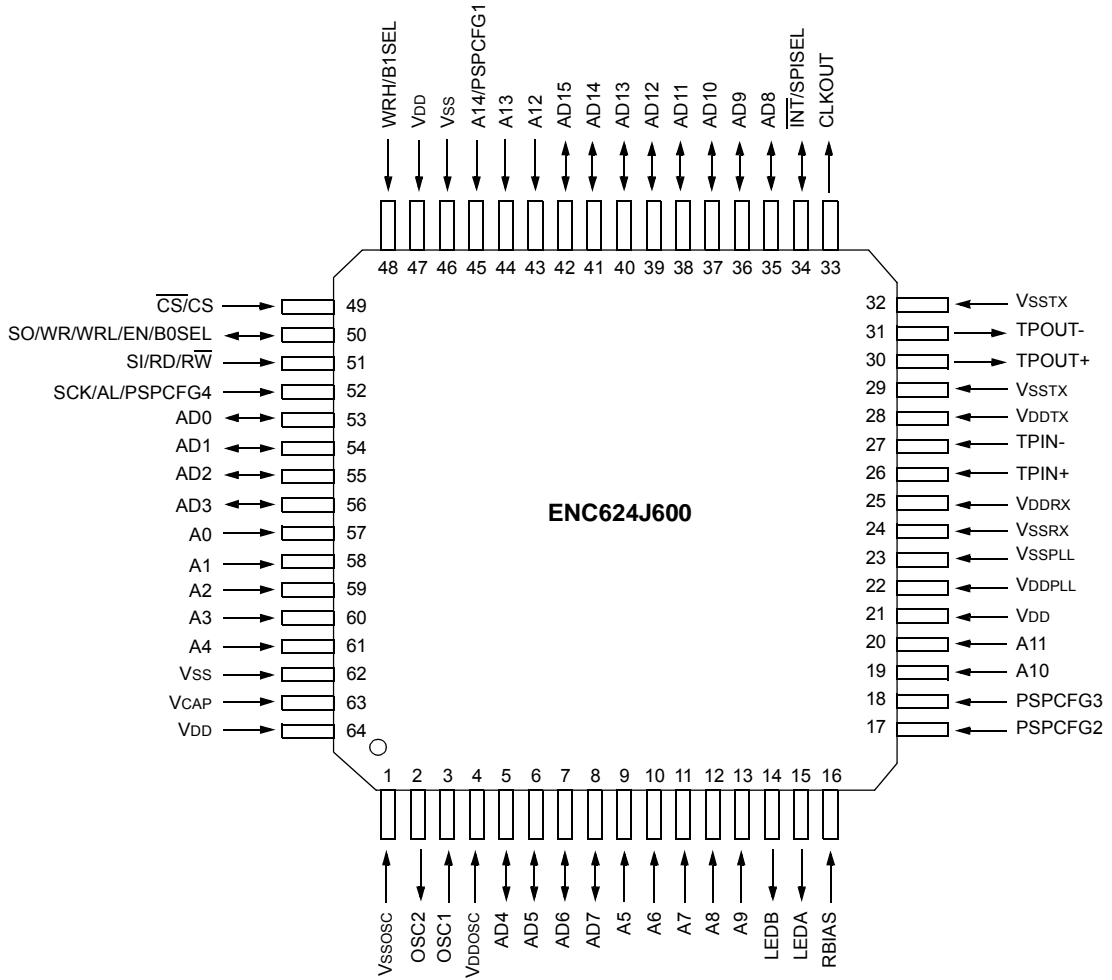 WRH/B1SEL
VDD
VSS
A14/PSPCFG1
A13
A12
AD15
AD14
AD13
AD12
AD11
AD10
AD9
AD8
INT/SPISEL
CLKOUT
48 47 46 45 44 43 42 41 40 39 38 37 36 35 34 33
CS/CS 49
SO/WR/WRL/EN/B0SEL 50
SI/RD/RW 51
SCK/AL/PSPCFG4 52
AD0 53
AD1 54
AD2 55
AD3 56
A0 57
A1 58
A2 59
A3 60
A4 61
VSS 62
VCAP 63
VDD 64
ENC624J600
32 VSSTX
31 TPOUT-
30 TPOUT+
29 VSSTX
28 VDDTX
27 TPIN-
26 TPIN+
25 VDDRX
24 VSSRX
23 VSSPLL
22 VDDPLL
21 VDD
20 A11
19 A10
18 PSPCFG3
17 PSPCFG2
1 2 3 4 5 6 7 8 9 10 11 12 13 14 15 16
VSSOSC
OSC2
OSC1
VDDOSC
AD4
AD5
AD6
AD7
A5
A6
A7
A8
A9
LEDB
LEDA
RBIAS